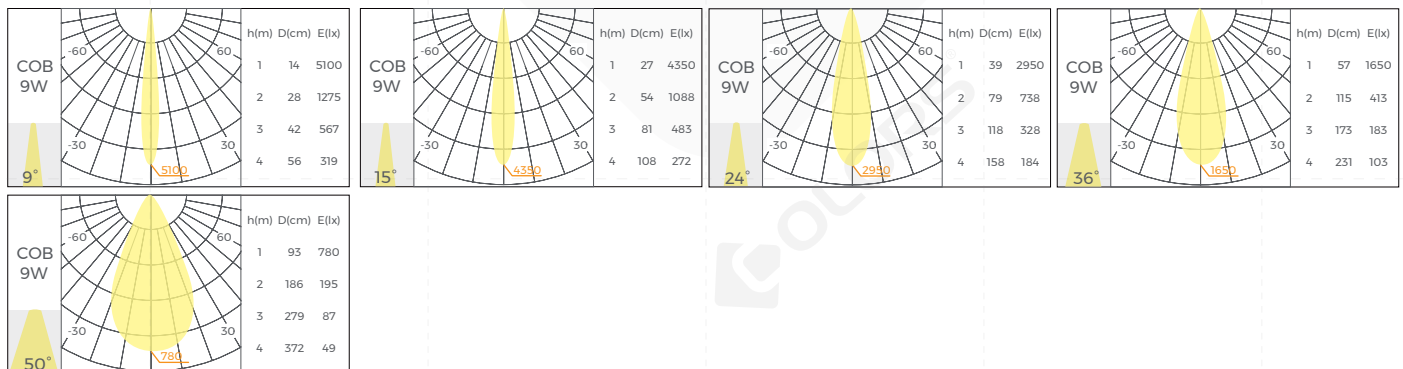 COB
9W
9°
-60
60
-30
30
5100
h(m) D(cm) E(lx)
1 14 5100
2 28 1275
3 42 567
4 56 319
COB
9W
15°
-60
60
-30
30
4350
h(m) D(cm) E(lx)
1 27 4350
2 54 1088
3 81 483
4 108 272
COB
9W
24°
-60
60
-30
30
2950
h(m) D(cm) E(lx)
1 39 2950
2 79 738
3 118 328
4 158 184
COB
9W
36°
-60
60
-30
30
1650
h(m) D(cm) E(lx)
1 57 1650
2 115 413
3 173 183
4 231 103
COB
9W
50°
-60
60
-30
30
780
h(m) D(cm) E(lx)
1 93 780
2 186 195
3 279 87
4 372 49